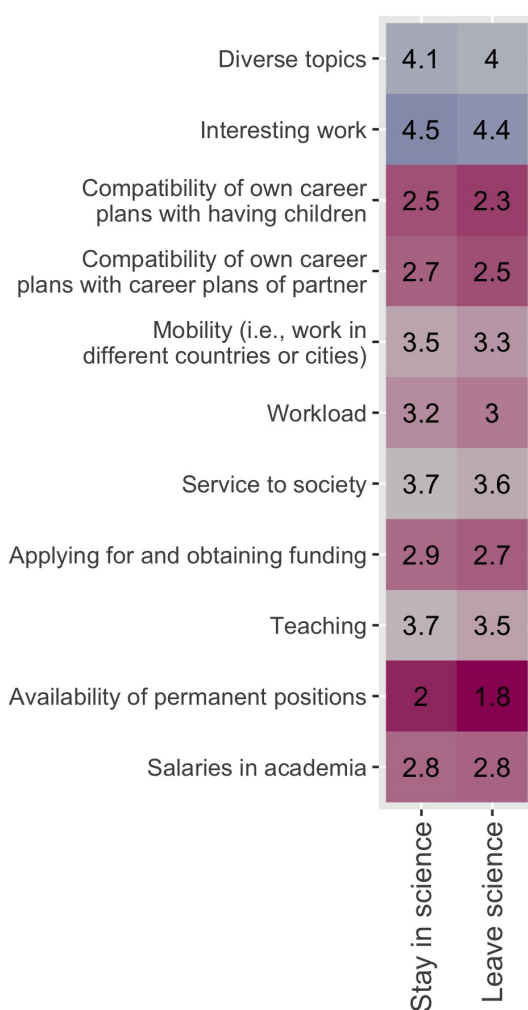 Diverse topics 4.1 4
Interesting work 4.5 4.4
Compatibility of own career
plans with having children 2.5 2.3
Compatibility of own career
plans with career plans of partner 2.7 2.5
Mobility (i.e., work in
different countries or cities) 3.5 3.3
Workload 3.2 3
Service to society 3.7 3.6
Applying for and obtaining funding 2.9 2.7
Teaching 3.7 3.5
Availability of permanent positions 2 1.8
Salaries in academia 2.8 2.8
Stay in science
Leave science